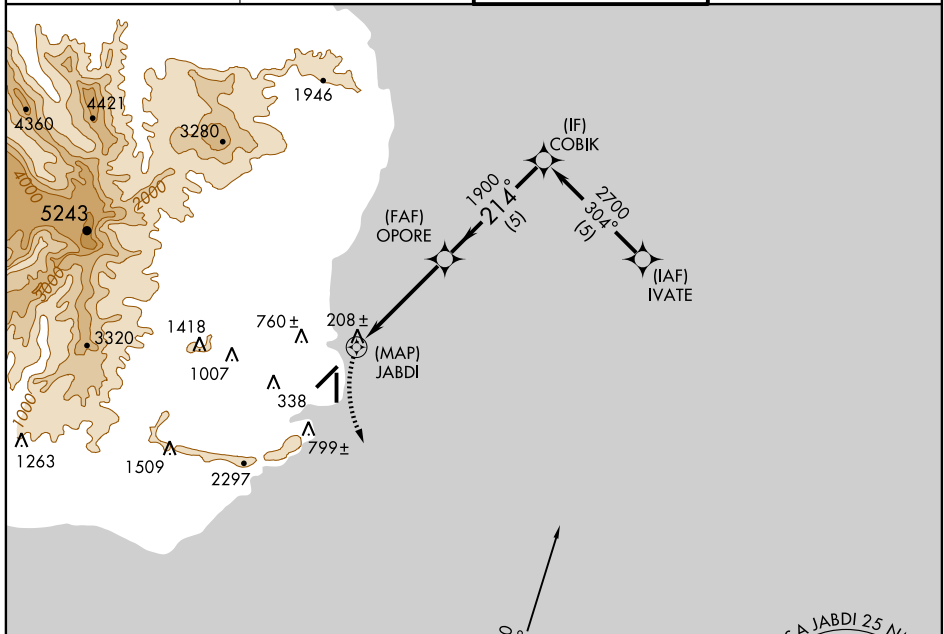 1946
4421
4360
3280
4000
2000
5243
3000
3320
1000
1263
1418
1007
760 ±
338
208 ±
799 ±
1509
2297
(IF)
COBIK
1900
214°
(5)
2700
304°
(5)
(FAF)
OPORE
(IAF)
IVATE
(MAP)
JABDI
JABDI 25